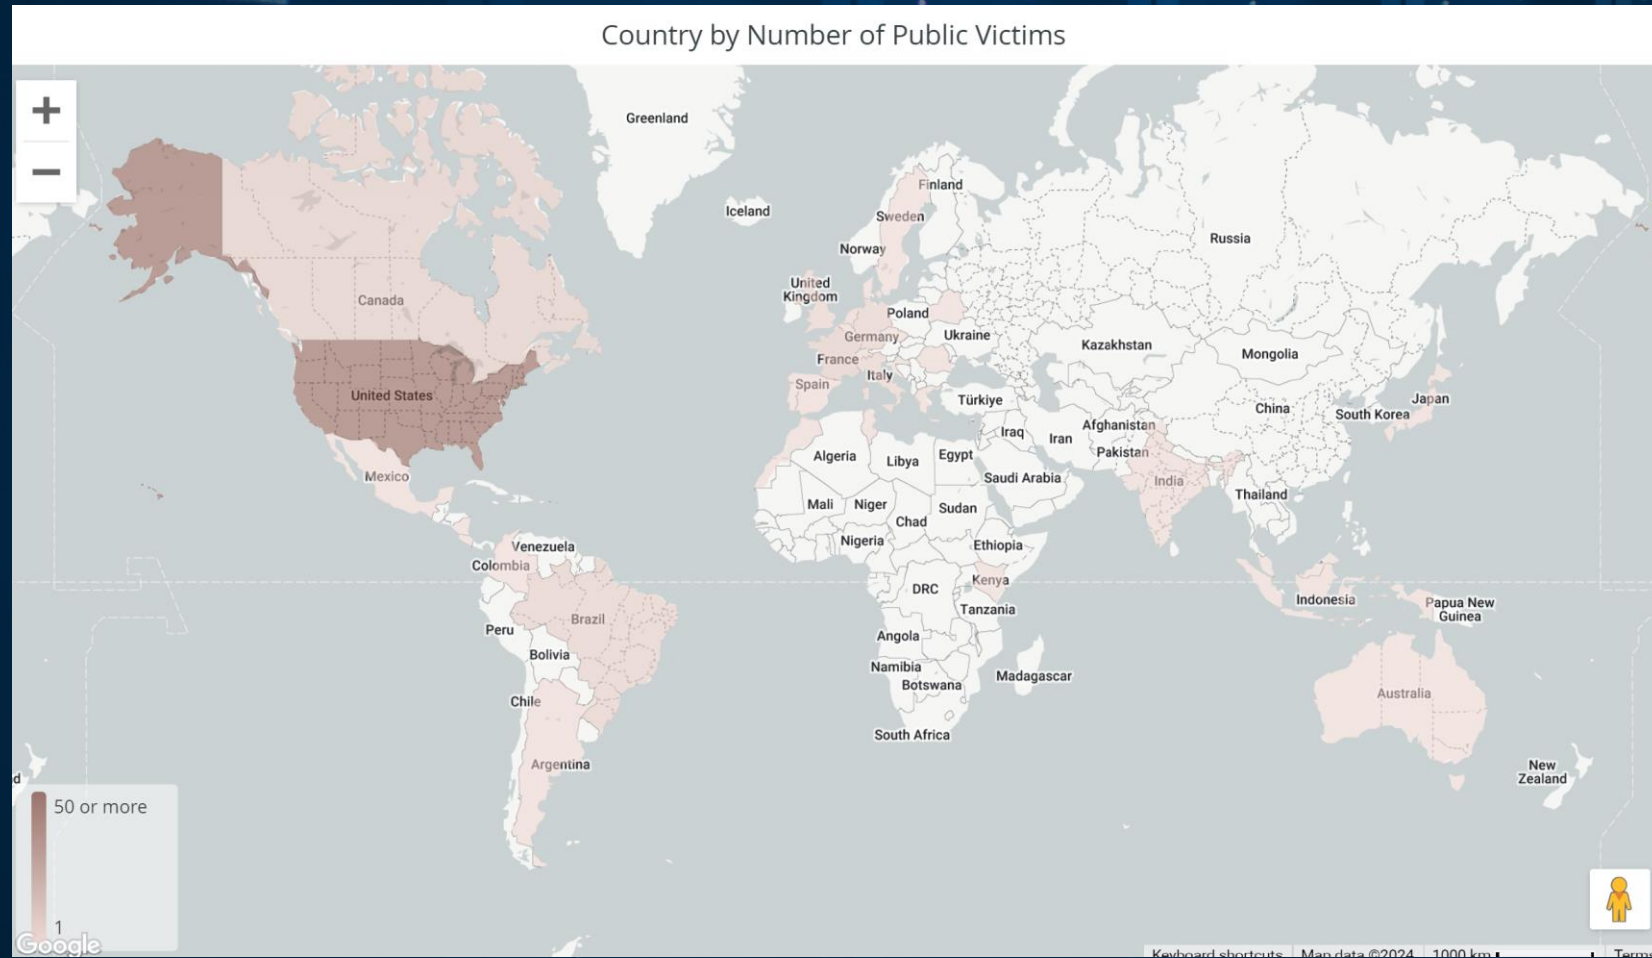 Country by Number of Public Victims
+
Greenland
−
Finland
Iceland
Sweden
Norway
Russia
United
Kingdom
Canada
Poland
Germany
Ukraine
Kazakhstan
Mongolia
France
Italy
Spain
United States
Türkiye
Japan
China
South Korea
Afghanistan
Iraq
Iran
Algeria
Libya
Egypt
Pakistan
Mexico
Saudi Arabia
India
Thailand
Mali
Niger
Sudan
Chad
Nigeria
Ethiopia
Venezuela
Colombia
Kenya
DRC
Indonesia
Papua New
Guinea
Tanzania
Brazil
Peru
Angola
Bolivia
Namibia
Botswana
Madagascar
Australia
Chile
South Africa
Argentina
New
Zealand
d
50 or more
1
Google
Keyboard shortcuts
Map data ©2024
1000 km
Terms